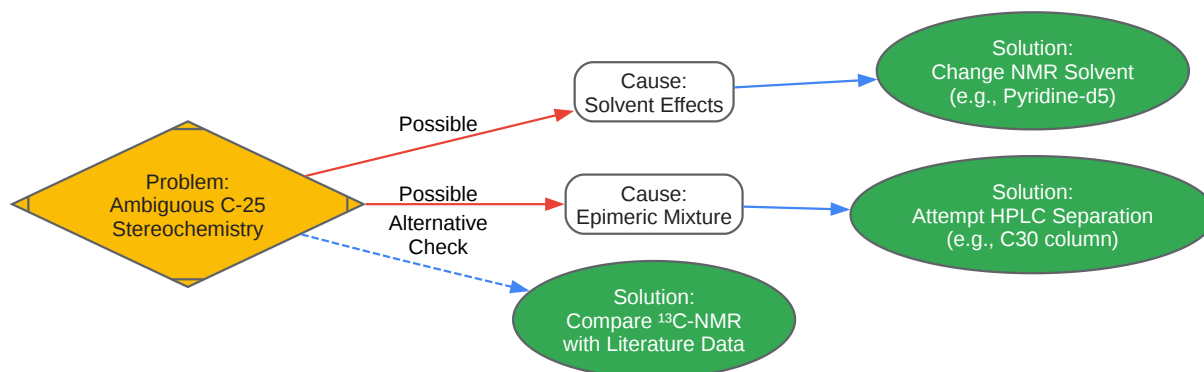 Problem:
Ambiguous C-25
Stereochemistry
Possible
Cause:
Solvent Effects
Solution:
Change NMR Solvent
(e.g., Pyridine-d5)
Possible
Cause:
Epimeric Mixture
Solution:
Attempt HPLC Separation
(e.g., C30 column)
Alternative
Check
Solution:
Compare ¹³C-NMR
with Literature Data